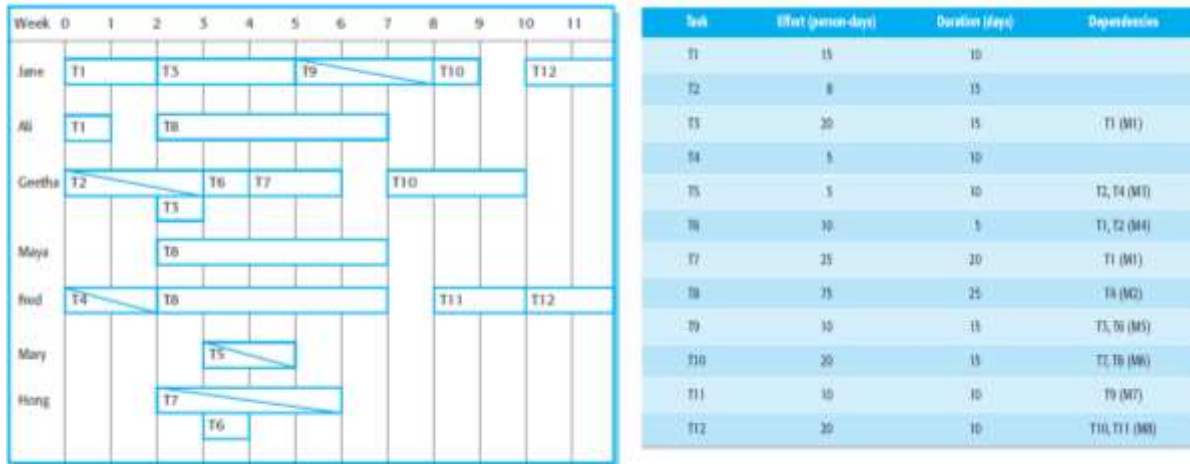 Week 0 1 2 3 4 5 6 7 8 9 10 11
Jane T1 T3 T9 T10 T12
Ali T1 T8
Geetha T2 T6 T7 T10
T3
Maya T8
Fred T4 T8 T11 T12
Mary T5
Hong T7
T6
Task Effort (person-days) Duration (days) Dependencies
T1 15 10
T2 8 15
T3 20 15 T1 (M1)
T4 5 10
T5 5 10 T2, T4 (M3)
T6 10 5 T1, T2 (M4)
T7 25 20 T1 (M1)
T8 75 25 T4 (M2)
T9 10 15 T3, T6 (M5)
T10 20 15 T7, T8 (M6)
T11 10 10 T9 (M7)
T12 20 10 T10, T11 (M8)